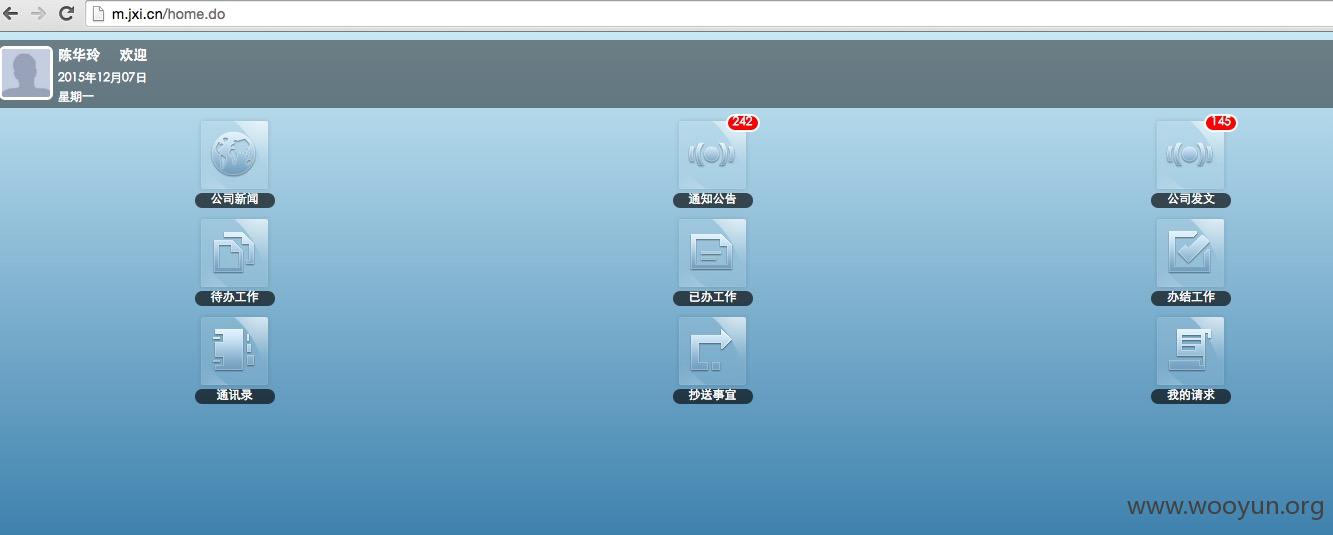 m.jxi.cn/home.do
陈华玲 欢迎
2015年12月07日
星期一
242
145
公司新闻
通知公告
公司发文
待办工作
已办工作
办结工作
通讯录
抄送事宜
我的请求
www.wooyun.org